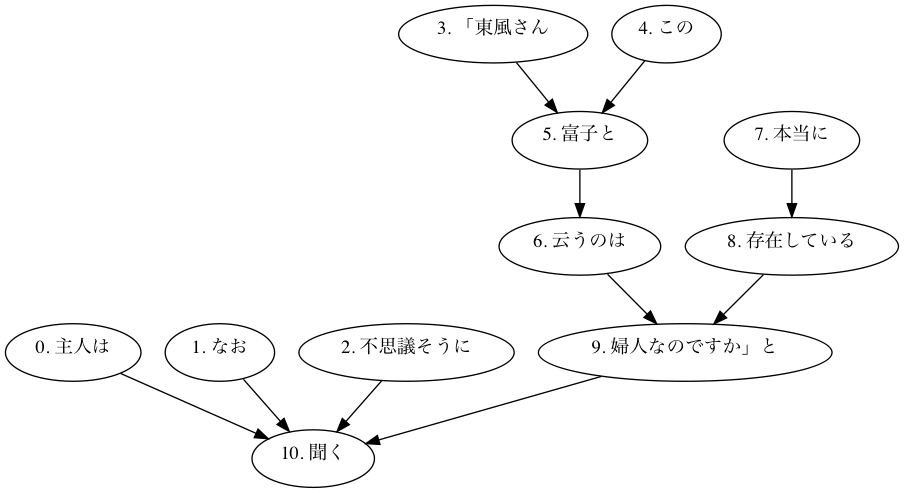 3. 「東風さん
4. この
5. 富子と
7. 本当に
6. 云うのは
8. 存在している
0. 主人は
1. なお
2. 不思議そうに
9. 婦人なのですか」と
10. 聞く